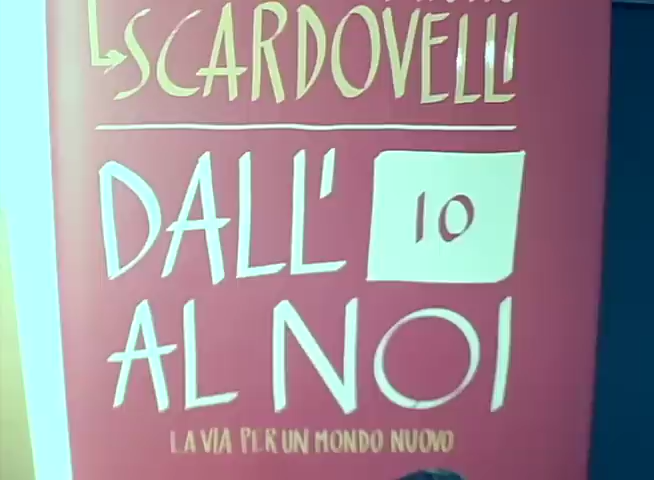 SCARDOVELLI
DALL' IO
AL NOI
LA VIA PER UN MONDO NUOVO